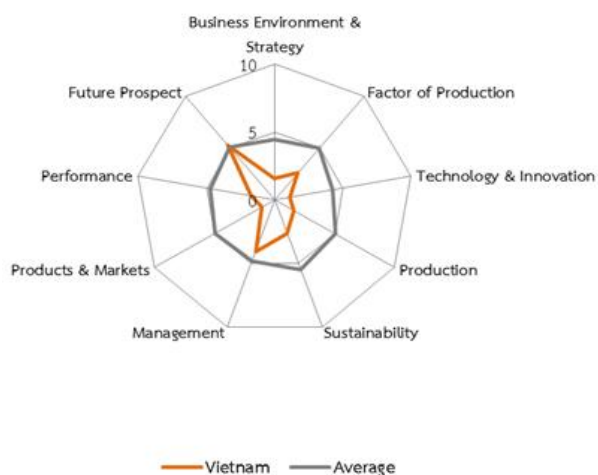 Business Environment &
Strategy
10
Future Prospect
Factor of Production
5
Performance
Technology & Innovation
0
Products & Markets
Production
Management
Sustainability
Vietnam
Average